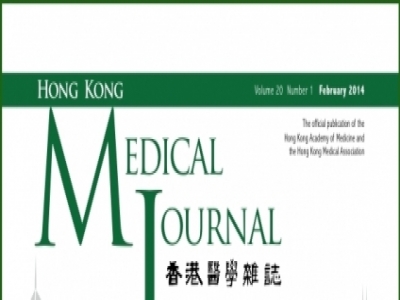 HONG KONG
Volume 20 Number 1 February 2014
The official publication of the
Hong Kong Academy of Medicine and
the Hong Kong Medical Association
MEDICAL
JOURNAL
香港醫學雜誌